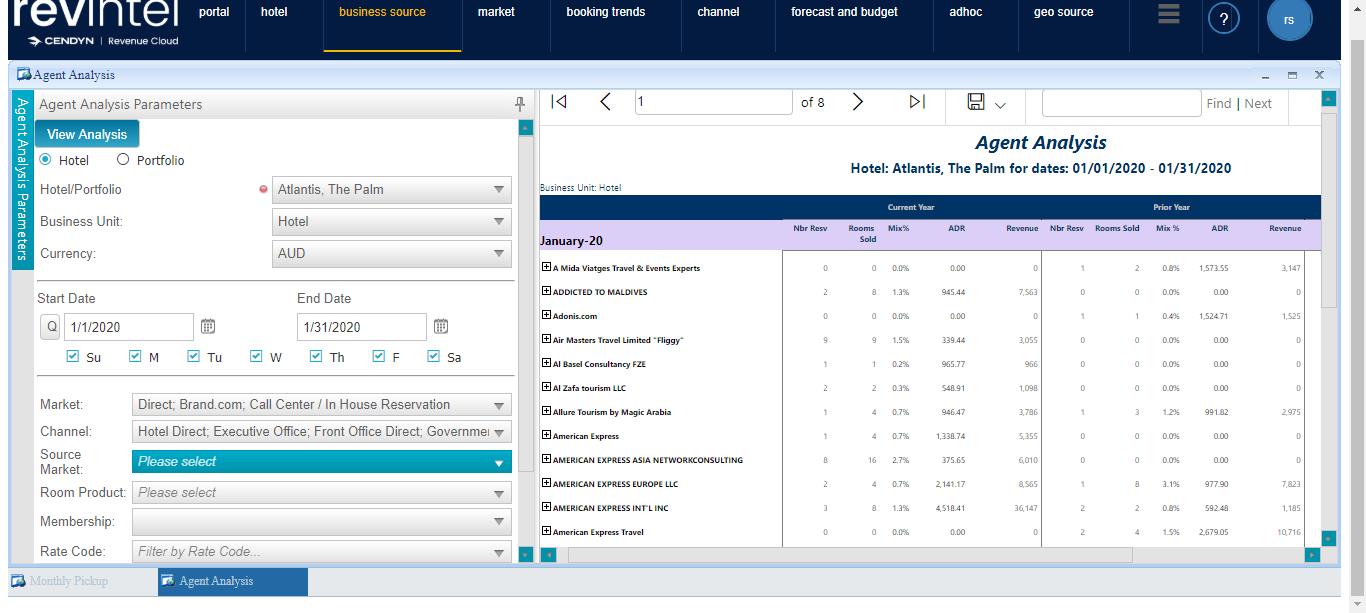 revintel
CENDYN | Revenue Cloud
portal hotel business source market booking trends channel forecast and budget adhoc geo source ? rs
Agent Analysis
Agent Analysis Parameters
Agent Analysis Parameters
View Analysis
Hotel Portfolio
Hotel/Portfolio Atlantis, The Palm
Business Unit: Hotel
Currency: AUD
Start Date End Date
Q 1/1/2020 1/31/2020
Su M Tu W Th F Sa
Market: Direct; Brand.com; Call Center / In House Reservation
Channel: Hotel Direct; Executive Office; Front Office Direct; Governme
Source Market: Please select
Room Product: Please select
Membership:
Rate Code: Filter by Rate Code...
1 of 8 Find | Next
Agent Analysis
Hotel: Atlantis, The Palm for dates: 01/01/2020 - 01/31/2020
Business Unit: Hotel
Current Year Prior Year
January-20 Nbr Resv Rooms Sold Mix% ADR Revenue Nbr Resv Rooms Sold Mix % ADR Revenue
A Mida Viatges Travel & Events Experts 0 0 0.0% 0.00 0 1 2 0.8% 1,573.55 3,147
ADDICTED TO MALDIVES 2 8 1.3% 945.44 7,563 0 0 0.0% 0.00 0
Adonis.com 0 0 0.0% 0.00 0 1 1 0.4% 1,524.71 1,525
Air Masters Travel Limited "Fliggy" 9 9 1.5% 339.44 3,055 0 0 0.0% 0.00 0
Al Basel Consultancy FZE 1 1 0.2% 965.77 966 0 0 0.0% 0.00 0
Al Zafa tourism LLC 2 2 0.3% 548.91 1,098 0 0 0.0% 0.00 0
Allure Tourism by Magic Arabia 1 4 0.7% 946.47 3,786 1 3 1.2% 991.82 2,975
American Express 1 4 0.7% 1,338.74 5,355 0 0 0.0% 0.00 0
AMERICAN EXPRESS ASIA NETWORKCONSULTING 8 16 2.7% 375.65 6,010 0 0 0.0% 0.00 0
AMERICAN EXPRESS EUROPE LLC 2 4 0.7% 2,141.17 8,565 1 8 3.1% 977.90 7,823
AMERICAN EXPRESS INT'L INC 3 8 1.3% 4,518.41 36,147 2 2 0.8% 592.48 1,185
American Express Travel 0 0 0.0% 0.00 0 2 4 1.5% 2,679.05 10,716
Monthly Pickup Agent Analysis